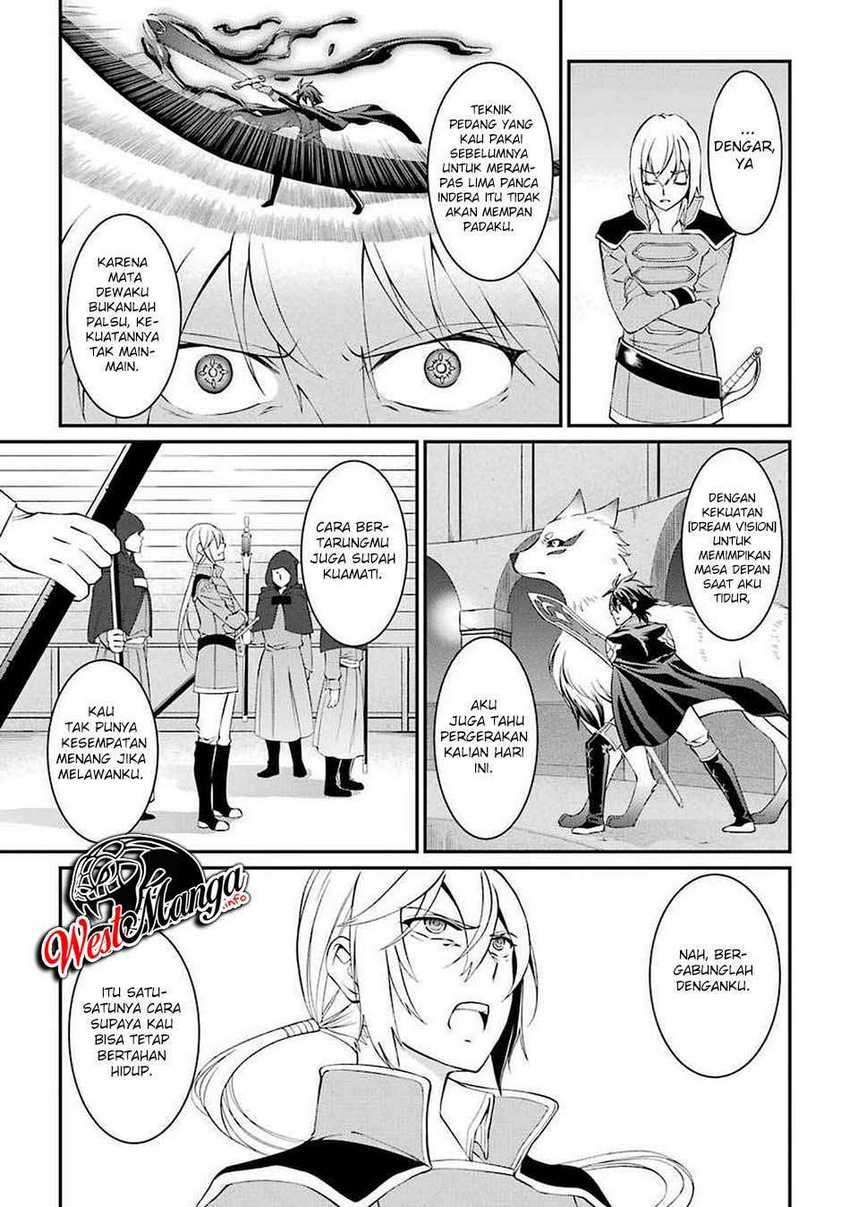 ...
DENGAR,
YA
TEKNIK
PEDANG YANG
KAU PAKAI
SEBELUMNYA
UNTUK MERAM-
PAS LIMA PANCA
INDERA ITU TIDAK
AKAN MEMPAN
PADAKU.
KARENA
MATA
DEWAKU
BUKANLAH
PALSU, KE-
KUATANNYA
TAK MAIN-
MAIN.
DENGAN
KEKUATAN
[DREAM VISION]
UNTUK
MEMIMPIKAN
MASA DEPAN
SAAT AKU
TIDUR,
AKU
JUGA TAHU
PERGERAKAN
KALIAN HARI
INI.
CARA BER-
TARUNGMU
JUGA SUDAH
KUAMATI.
KAU
TAK PUNYA
KESEMPATAN
MENANG JIKA
MELAWANKU.
NAH, BER-
GABUNGLAH
DENGANKU.
ITU SATU-
SATUNYA CARA
SUPAYA KAU
BISA TETAP
BERTAHAN
HIDUP.
WestManga
.info